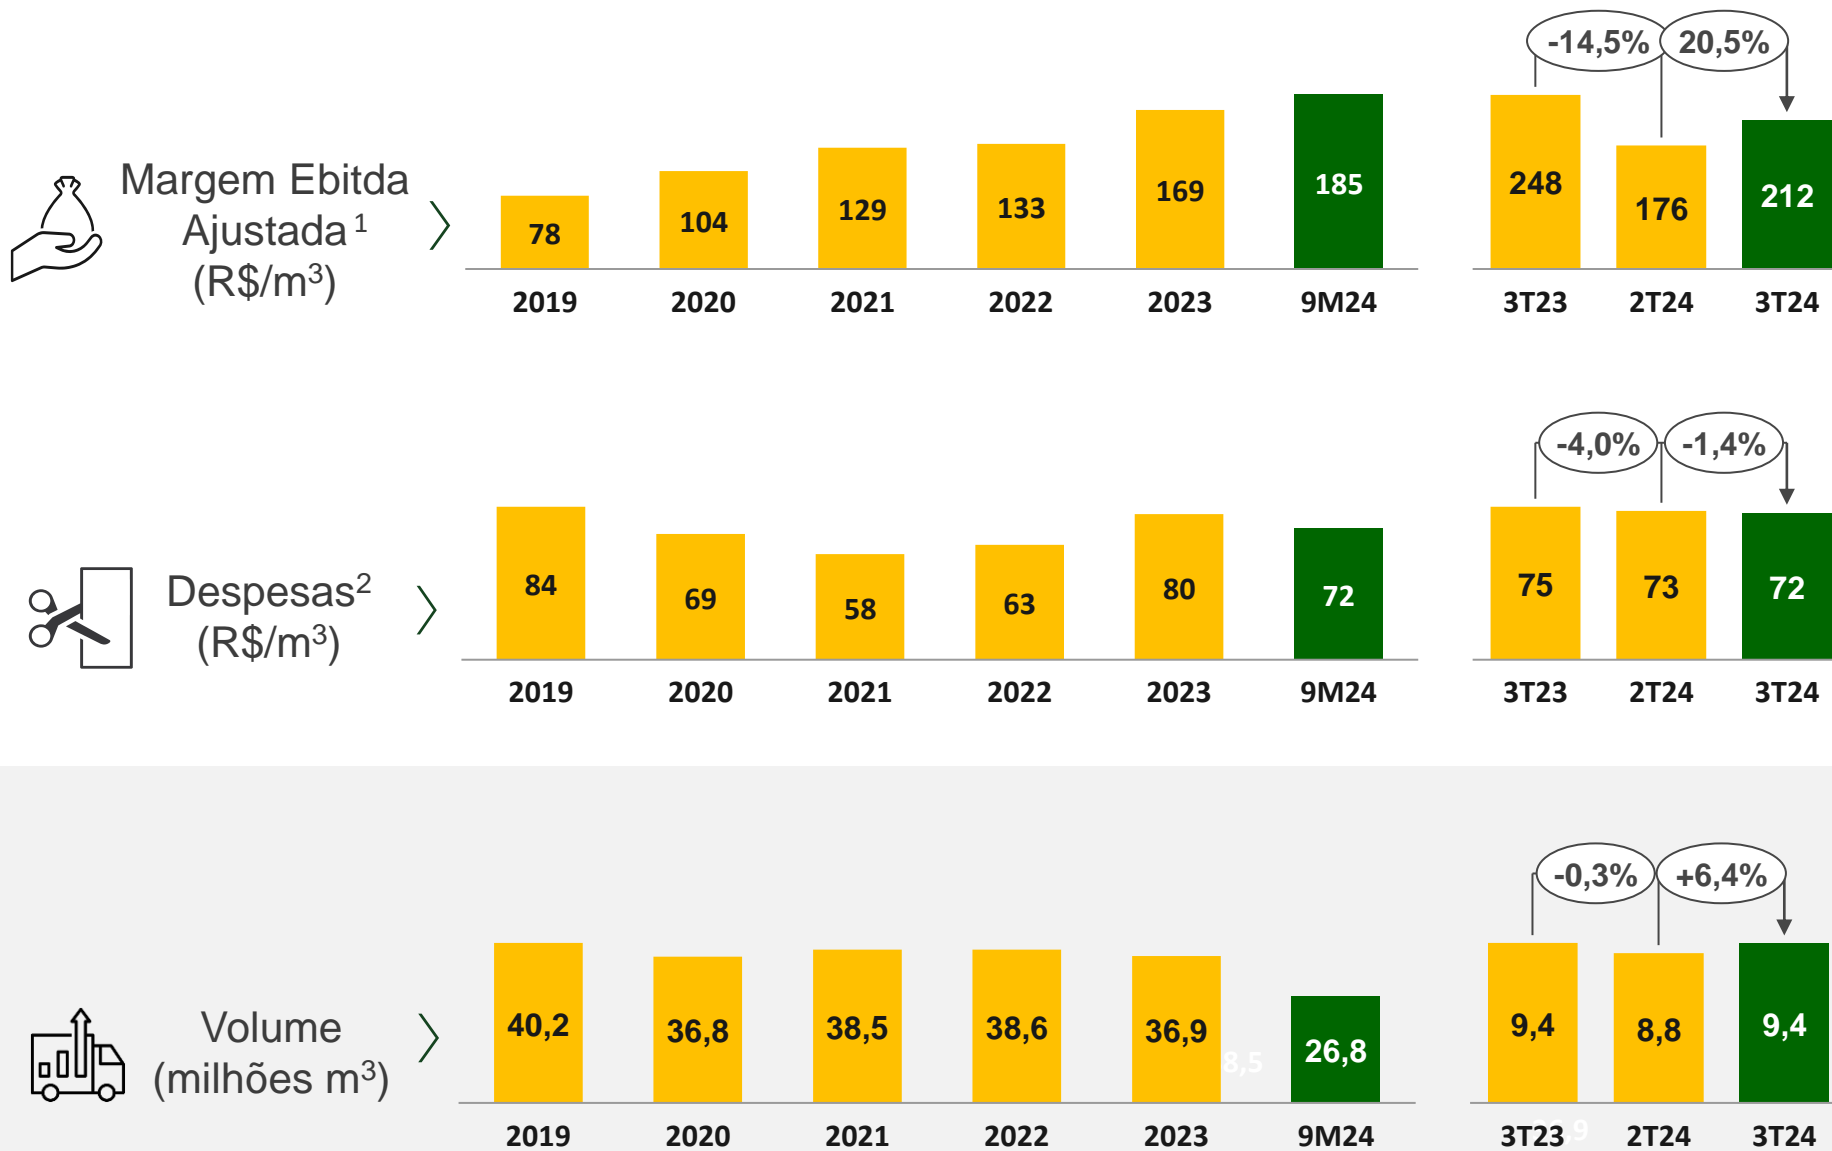 -14,5% 20,5%
Margem Ebitda
Ajustada¹
(R$/m³)
78 104 129 133 169 185
2019 2020 2021 2022 2023 9M24
248 176 212
3T23 2T24 3T24
-4,0% -1,4%
Despesas²
(R$/m³)
84 69 58 63 80 72
2019 2020 2021 2022 2023 9M24
75 73 72
3T23 2T24 3T24
-0,3% +6,4%
Volume
(milhões m³)
40,2 36,8 38,5 38,6 36,9 26,8
8,5
2019 2020 2021 2022 2023 9M24
9,4 8,8 9,4
3T23 2T24 3T24